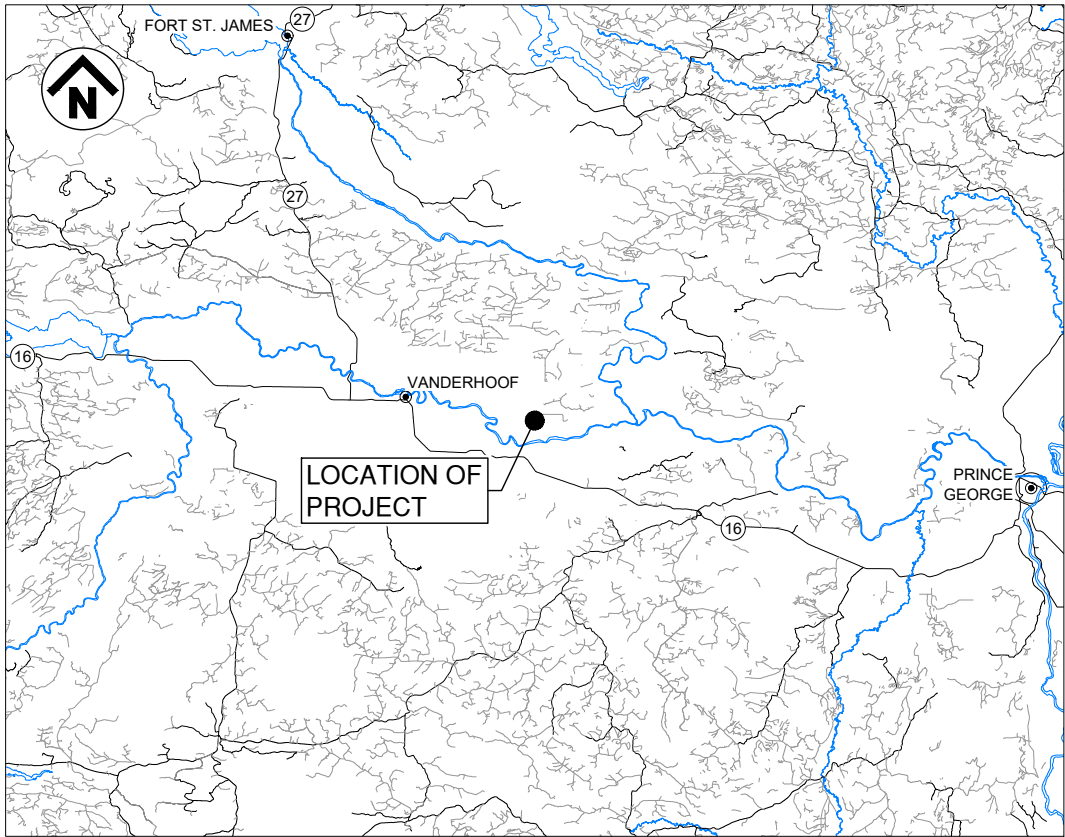 FORT ST. JAMES
27
N
27
16
VANDERHOOF
LOCATION OF
PROJECT
PRINCE
GEORGE
16